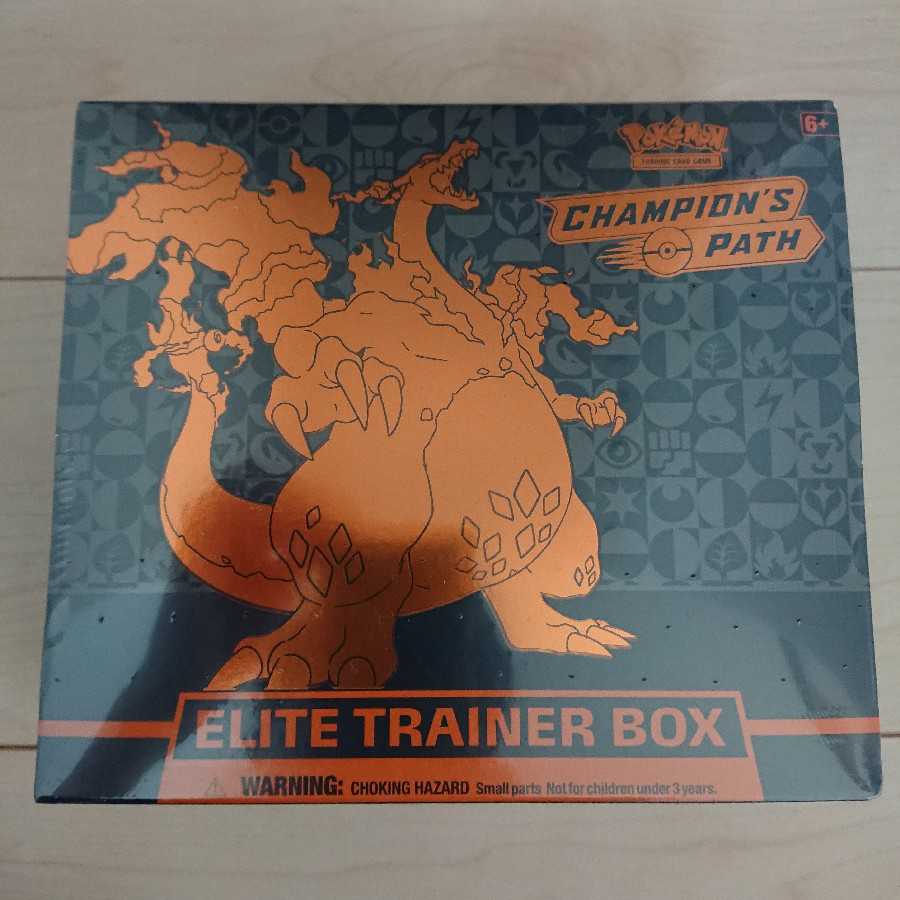 6+
POKéMON
TRADING CARD GAME
CHAMPION'S
PATH
ELITE TRAINER BOX
WARNING: CHOKING HAZARD Small parts Not for children under 3 years.